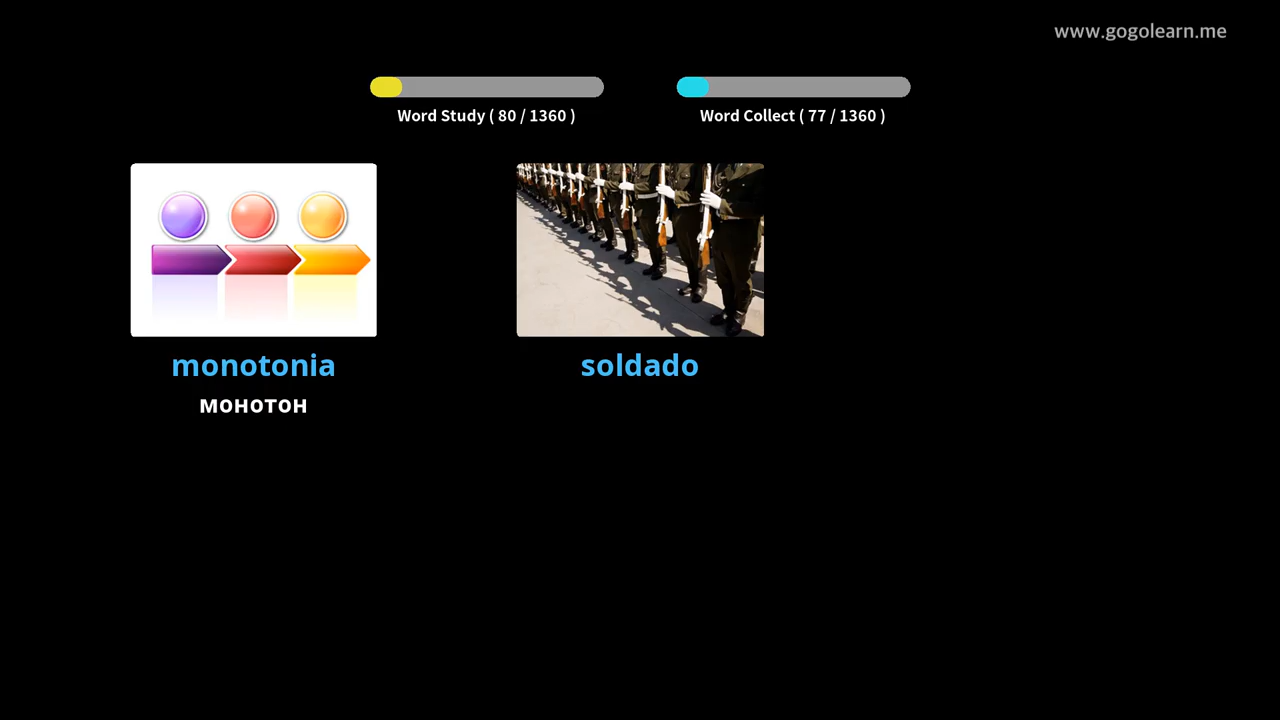 www.gogolearn.me
Word Study ( 80 / 1360 )
Word Collect ( 77 / 1360 )
monotonia
soldado
монотон